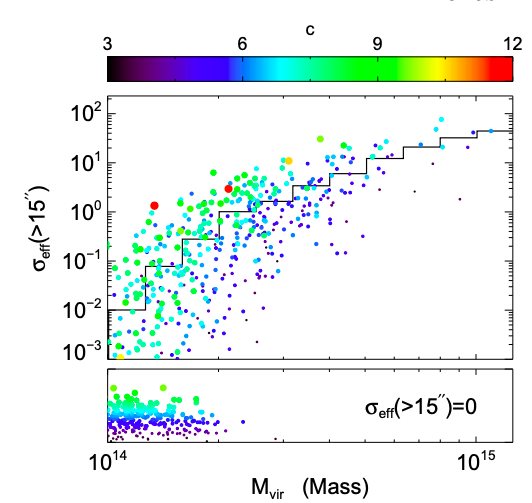 c
3 6 9 12
10²
10¹
10⁰
10⁻¹
10⁻²
10⁻³
σeff(>15″)
σeff(>15″)=0
10¹⁴ 10¹⁵
Mvir (Mass)